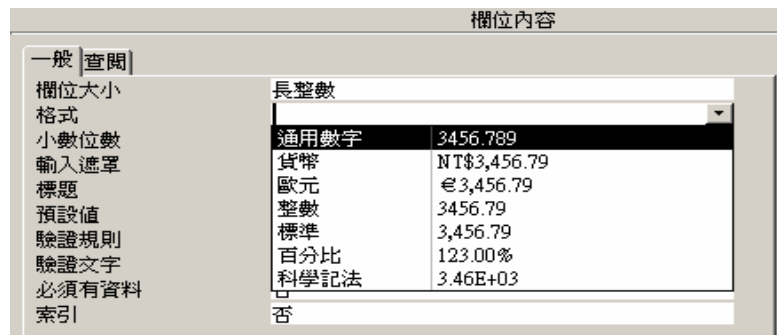 欄位內容
一般 查閱
欄位大小 長整數
格式
小數位數 通用數字 3456.789
輸入遮罩 貨幣 NT$3,456.79
標題 歐元 €3,456.79
預設值 整數 3456.79
驗證規則 標準 3,456.79
驗證文字 百分比 123.00%
必須有資料 科學記法 3.46E+03
索引 否